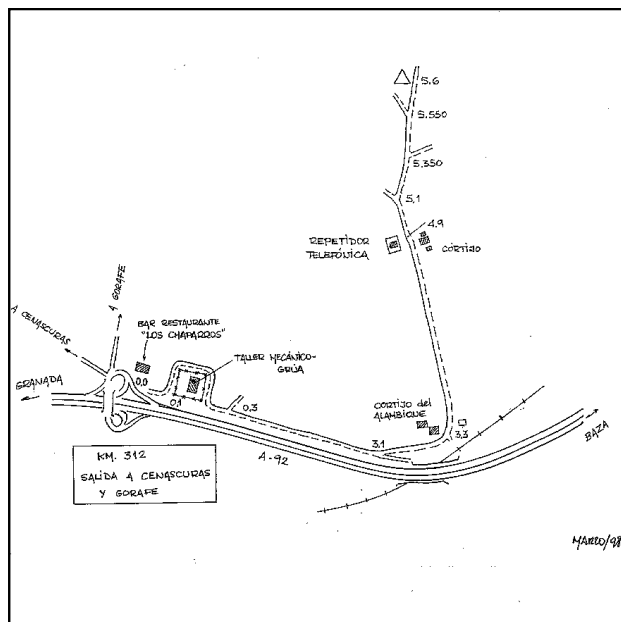 5.6
5.550
5.350
5.1
4.9
REPETIDOR
TELEFÓNICA
CORTIJO
A GORAFE
A CENASCURAS
BAR RESTAURANTE
"LOS CHAPARROS"
TALLER MECÁNICO-
GRÚA
GRANADA
0,0
0,1
0,3
CORTIJO del
ALAMBIQUE
3,1
3,3
BAZA
A-92
KM. 312
SALIDA A CENASCURAS
Y GORAFE
MARZO/98